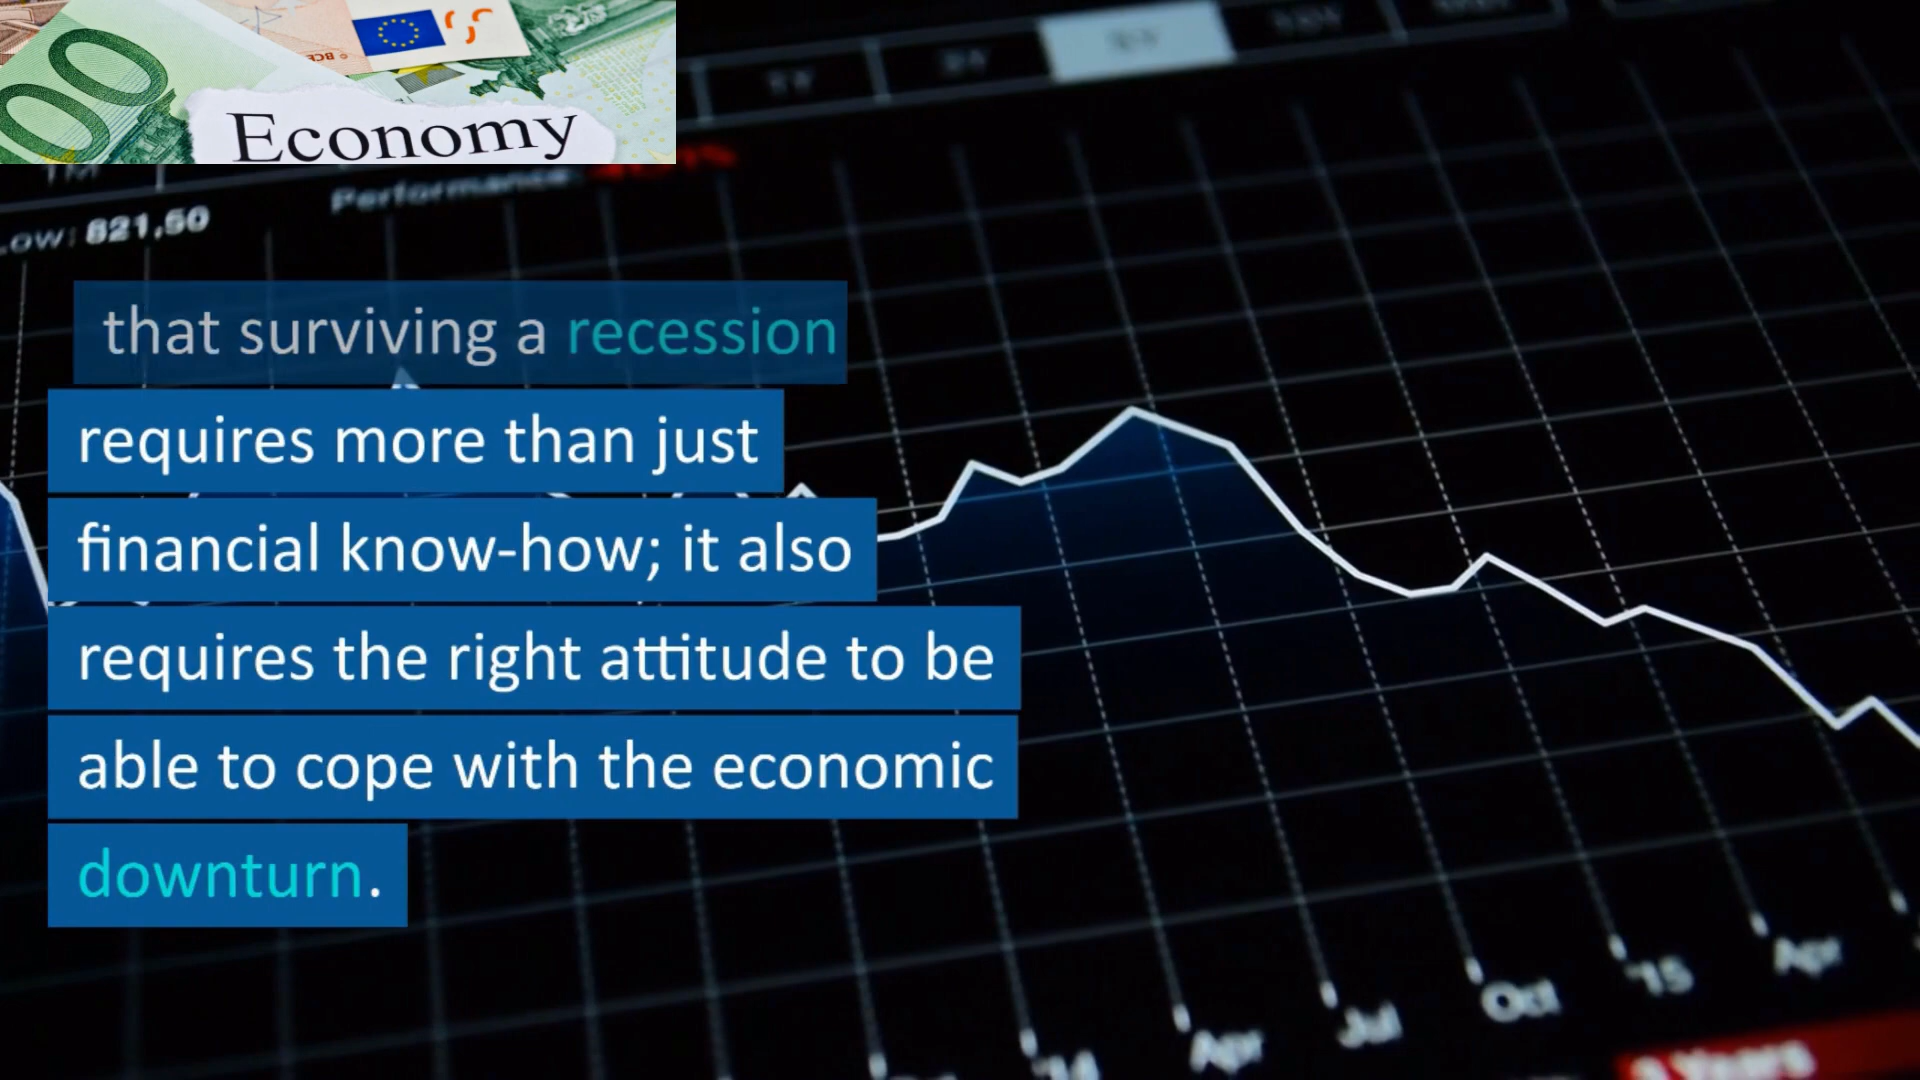 Economy
Performance:
Low: 821,50
that surviving a recession
requires more than just
financial know-how; it also
requires the right attitude to be
able to cope with the economic
downturn.
'14
Apr
Jul
Oct
'15
Apr